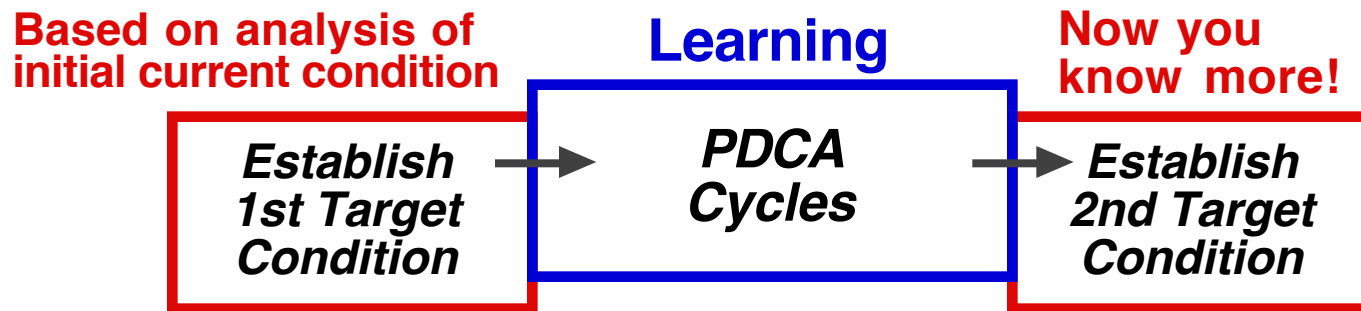 Based on analysis of
initial current condition
Learning
Now you
know more!
Establish
1st Target
Condition
PDCA
Cycles
Establish
2nd Target
Condition